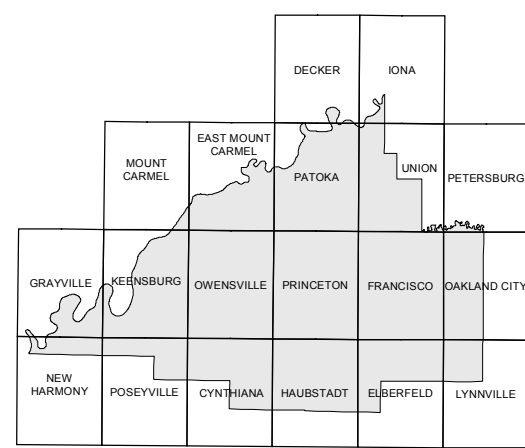 DECKER IONA
EAST MOUNT
CARMEL
MOUNT
CARMEL
PATOKA
UNION
PETERSBURG
GRAYVILLE KEENSBURG OWENSVILLE PRINCETON FRANCISCO OAKLAND CITY
NEW
HARMONY
POSEYVILLE CYNTHIANA HAUBSTADT ELBERFELD LYNNVILLE